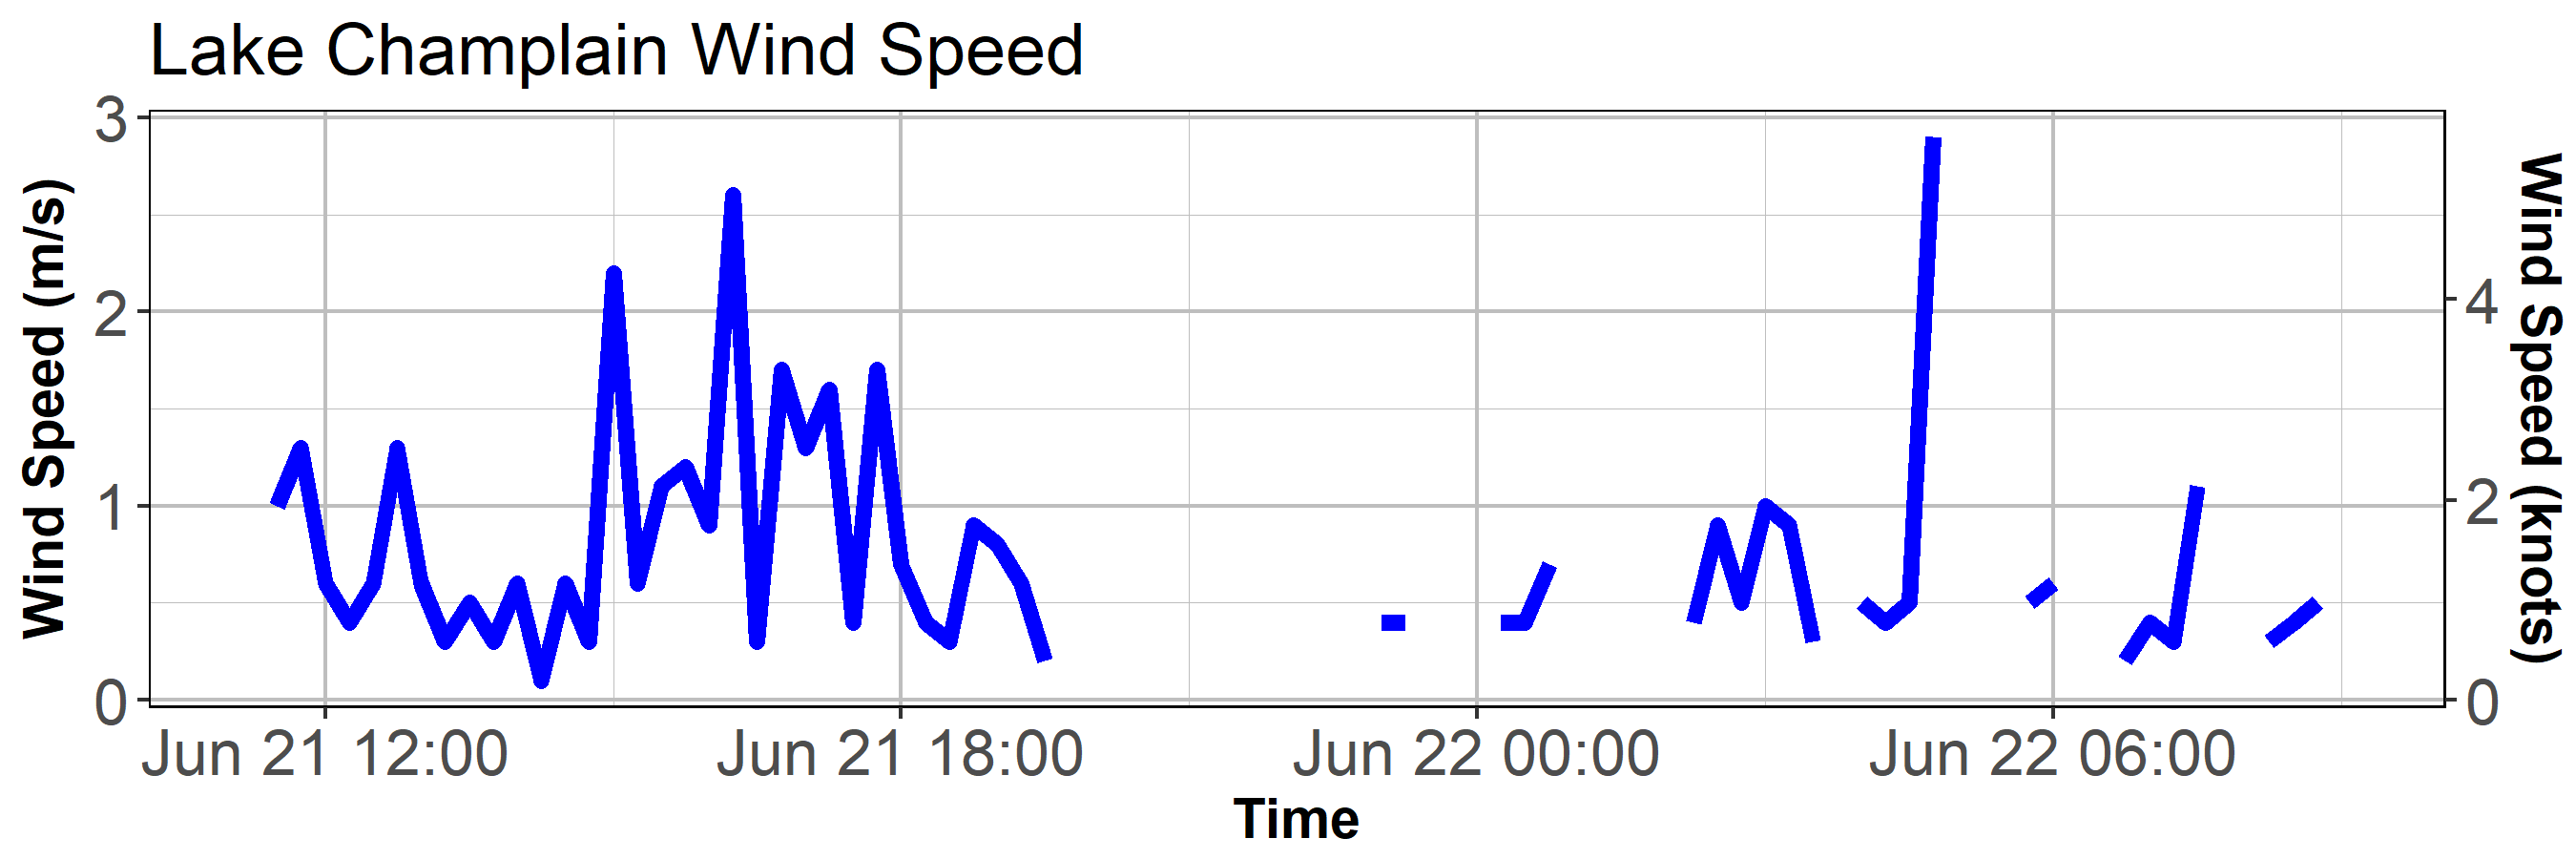 Lake Champlain Wind Speed
Wind Speed (m/s)
3
2
1
0
Wind Speed (knots)
4
2
0
Jun 21 12:00 Jun 21 18:00 Jun 22 00:00 Jun 22 06:00
Time